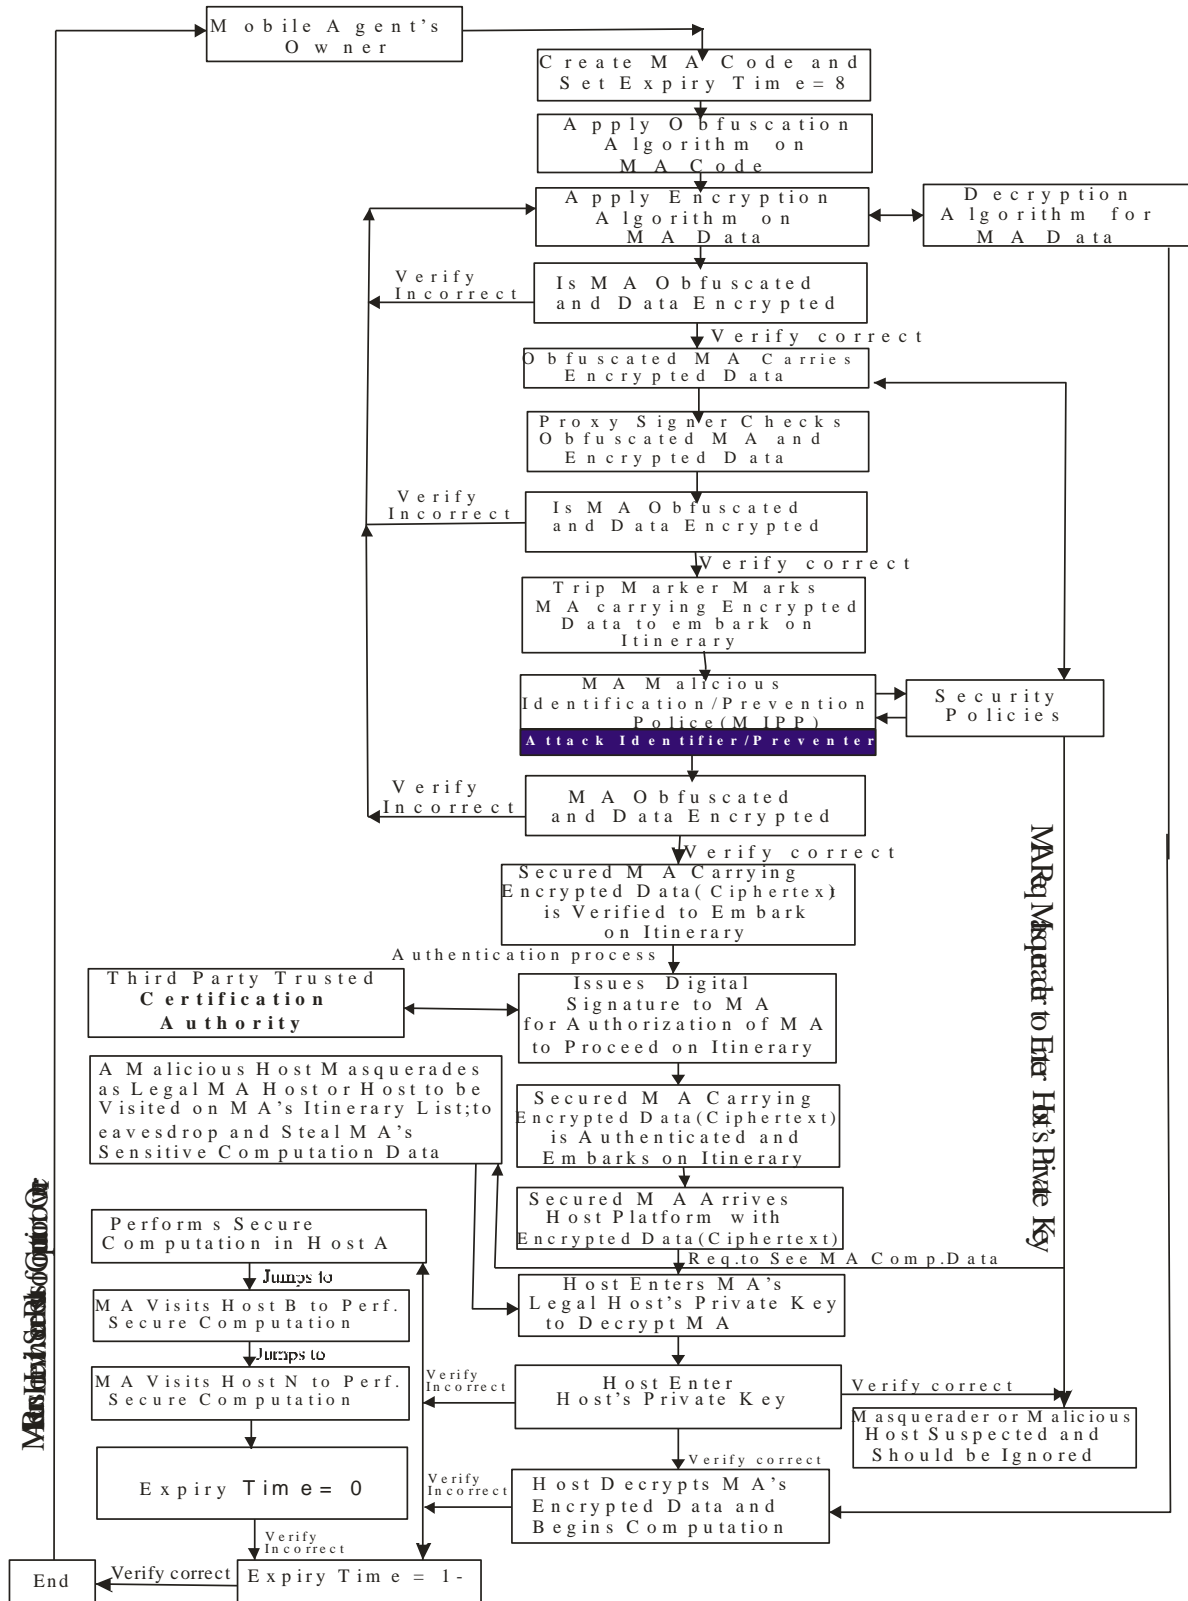 Mobile Agent's
Owner
Create MA Code and
Set Expiry Time=8
Apply Obfuscation
Algorithm on
MA Code
Apply Encryption
Algorithm on
MA Data
Decryption
Algorithm for
MA Data
Verify
Incorrect
Is MA Obfuscated
and Data Encrypted
Verify correct
Obfuscated MA Carries
Encrypted Data
Proxy Signer Checks
Obfuscated MA and
Encrypted Data
Verify
Incorrect
Is MA Obfuscated
and Data Encrypted
Verify correct
Trip Marker Marks
MA carrying Encrypted
Data to embark on
Itinerary
MA Malicious
Identification/Prevention
Police(MIPP)
Attack Identifier/Preventer
Security
Policies
Verify
Incorrect
MA Obfuscated
and Data Encrypted
Verify correct
Secured MA Carrying
Encrypted Data(Ciphertext)
is Verified to Embark
on Itinerary
Authentication process
Third Party Trusted
Certification
Authority
Issues Digital
Signature to MA
for Authorization of MA
to Proceed on Itinerary
A Malicious Host Masquerades
as Legal MA Host or Host to be
Visited on MA's Itinerary List;to
eavesdrop and Steal MA's
Sensitive Computation Data
Secured MA Carrying
Encrypted Data(Ciphertext)
is Authenticated and
Embarks on Itinerary
Secured MA Arrives
Host Platform with
Encrypted Data(Ciphertext)
Req.to See MA Comp.Data
MA Req Masquerader to Enter Host's Private Key
Performs Secure
Computation in Host A
Jumps to
MA Visits Host B to Perf.
Secure Computation
Jumps to
MA Visits Host N to Perf.
Secure Computation
Host Enters MA's
Legal Host's Private Key
to Decrypt MA
Verify
Incorrect
Host Enter
Host's Private Key
Verify correct
Masquerader or Malicious
Host Suspected and
Should be Ignored
Verify correct
Expiry Time= 0
Verify
Incorrect
Host Decrypts MA's
Encrypted Data and
Begins Computation
Verify
Incorrect
End
Verify correct
Expiry Time = 1-